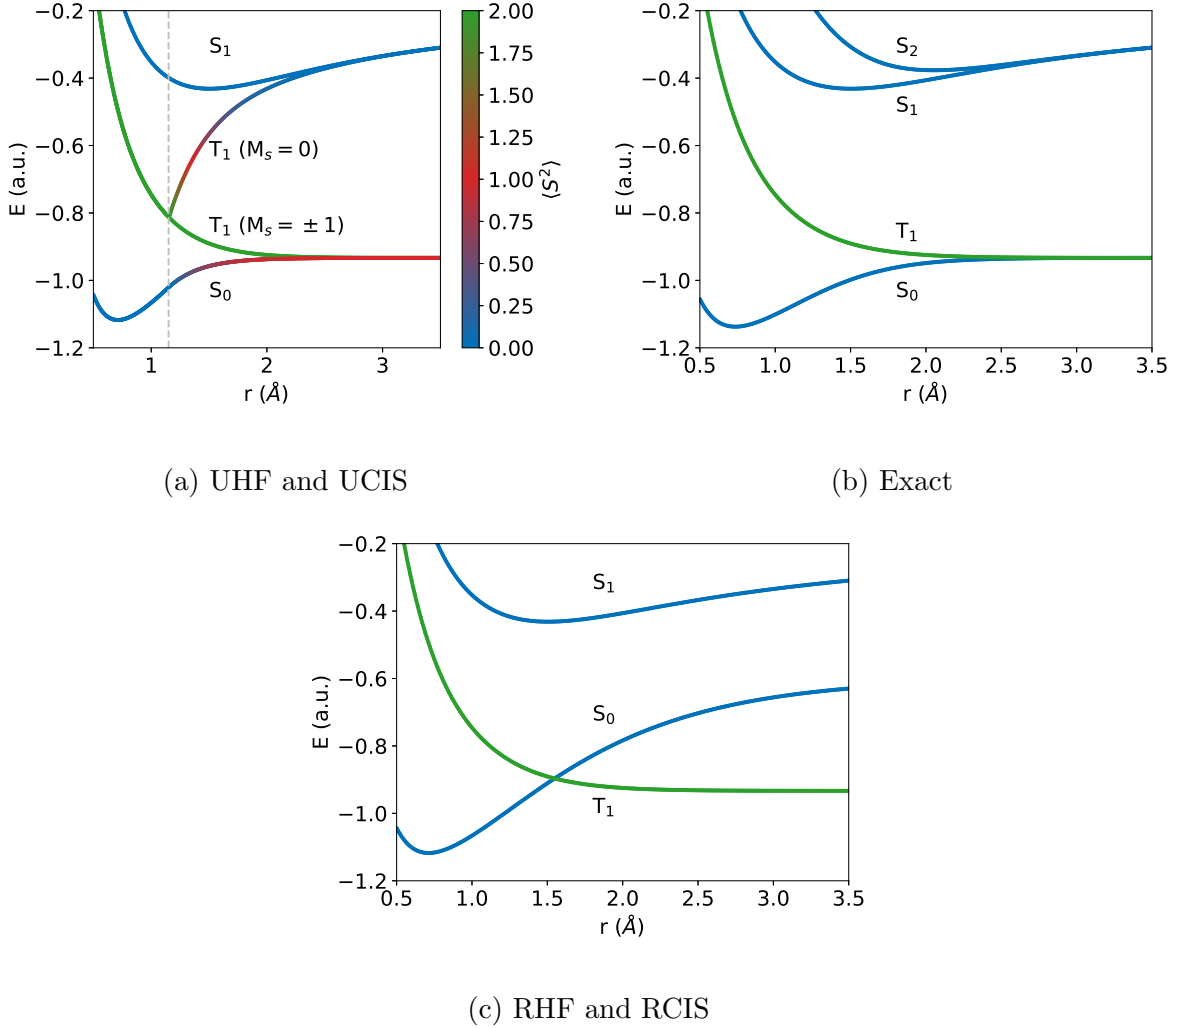 −0.2
−0.4
−0.6
−0.8
−1.0
−1.2
E (a.u.)
S₁
T₁ (Mₛ = 0)
T₁ (Mₛ = ±1)
S₀
1
2
3
r (Å)
2.00
1.75
1.50
1.25
1.00
0.75
0.50
0.25
0.00
⟨S²⟩
(a) UHF and UCIS
−0.2
−0.4
−0.6
−0.8
−1.0
−1.2
E (a.u.)
S₂
S₁
T₁
S₀
0.5 1.0 1.5 2.0 2.5 3.0 3.5
r (Å)
(b) Exact
−0.2
−0.4
−0.6
−0.8
−1.0
−1.2
E (a.u.)
S₁
S₀
T₁
0.5 1.0 1.5 2.0 2.5 3.0 3.5
r (Å)
(c) RHF and RCIS